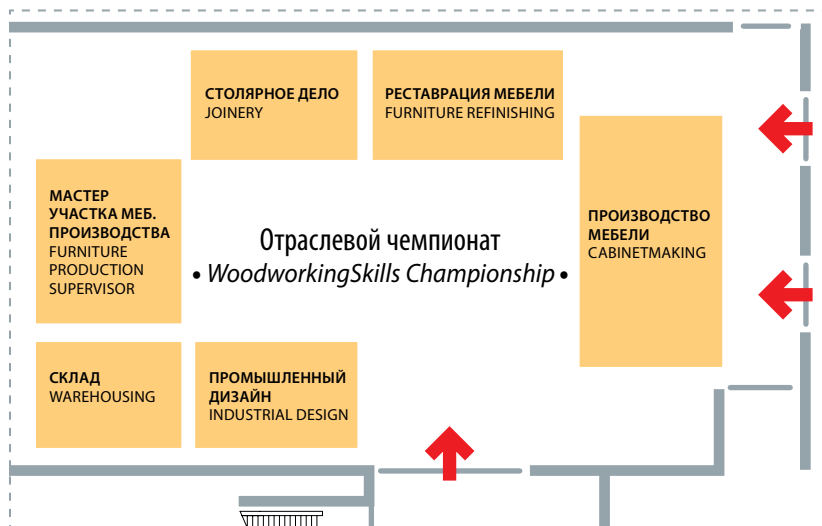 СТОЛЯРНОЕ ДЕЛО
JOINERY
РЕСТАВРАЦИЯ МЕБЕЛИ
FURNITURE REFINISHING
МАСТЕР
УЧАСТКА МЕБ.
ПРОИЗВОДСТВА
FURNITURE
PRODUCTION
SUPERVISOR
Отраслевой чемпионат
• WoodworkingSkills Championship •
ПРОИЗВОДСТВО
МЕБЕЛИ
CABINETMAKING
СКЛАД
WAREHOUSING
ПРОМЫШЛЕННЫЙ
ДИЗАЙН
INDUSTRIAL DESIGN